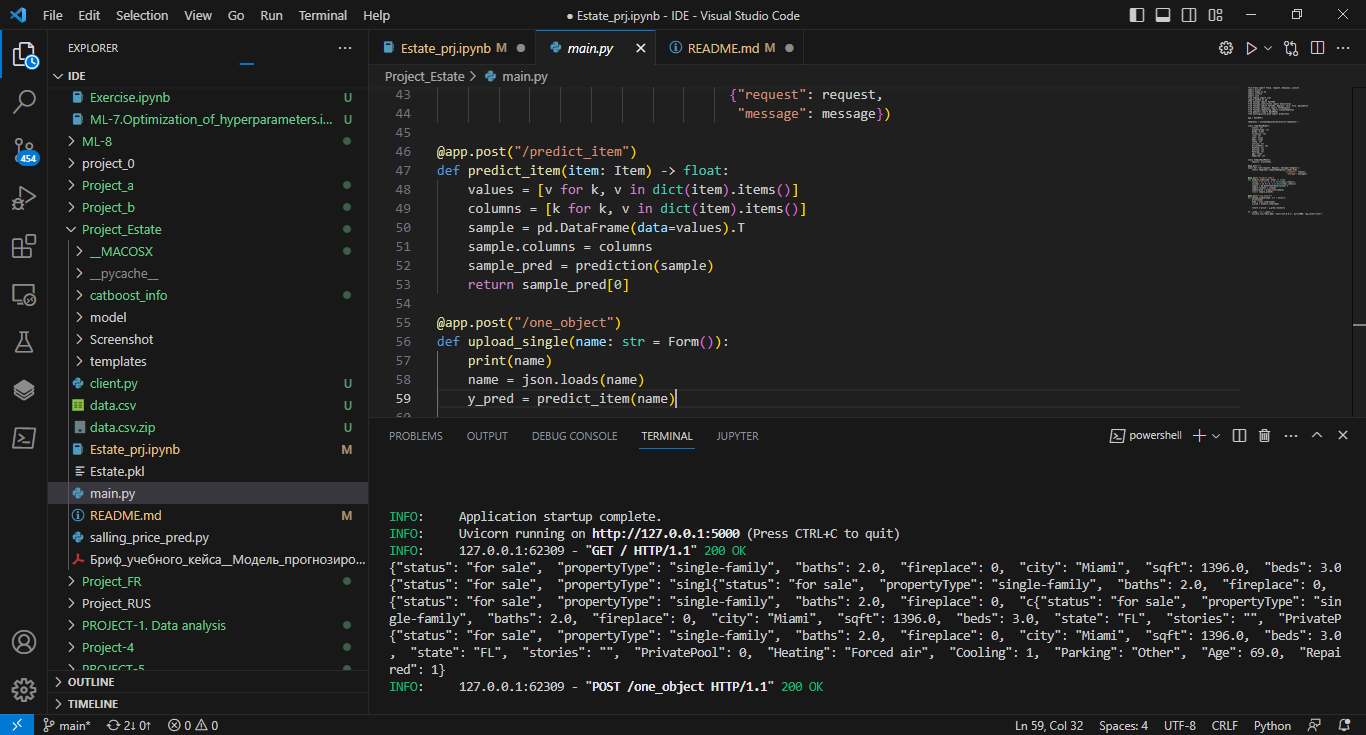 File Edit Selection View Go Run Terminal Help
● Estate_prj.ipynb - IDE - Visual Studio Code
EXPLORER
IDE
Exercise.ipynb U
ML-7.Optimization_of_hyperparameters.i... U
ML-8
project_0
Project_a
Project_b
Project_Estate
__MACOSX
__pycache__
catboost_info
model
Screenshot
templates
client.py U
data.csv U
data.csv.zip U
Estate_prj.ipynb M
Estate.pkl
main.py
README.md M
salling_price_pred.py
Бриф_учебного_кейса__Модель_прогнозиро...
Project_FR
Project_RUS
PROJECT-1. Data analysis
Project-4
PROJECT-5
OUTLINE
TIMELINE
454
Estate_prj.ipynb M
main.py
README.md M
Project_Estate > main.py
43 {"request": request,
44 "message": message})
45
46 @app.post("/predict_item")
47 def predict_item(item: Item) -> float:
48 values = [v for k, v in dict(item).items()]
49 columns = [k for k, v in dict(item).items()]
50 sample = pd.DataFrame(data=values).T
51 sample.columns = columns
52 sample_pred = prediction(sample)
53 return sample_pred[0]
54
55 @app.post("/one_object")
56 def upload_single(name: str = Form()):
57 print(name)
58 name = json.loads(name)
59 y_pred = predict_item(name)
60
PROBLEMS OUTPUT DEBUG CONSOLE TERMINAL JUPYTER
powershell
INFO: Application startup complete.
INFO: Uvicorn running on http://127.0.0.1:5000 (Press CTRL+C to quit)
INFO: 127.0.0.1:62309 - "GET / HTTP/1.1" 200 OK
{"status": "for sale", "propertyType": "single-family", "baths": 2.0, "fireplace": 0, "city": "Miami", "sqft": 1396.0, "beds": 3.0
{"status": "for sale", "propertyType": "singl{"status": "for sale", "propertyType": "single-family", "baths": 2.0, "fireplace": 0,
{"status": "for sale", "propertyType": "single-family", "baths": 2.0, "fireplace": 0, "c{"status": "for sale", "propertyType": "sin
gle-family", "baths": 2.0, "fireplace": 0, "city": "Miami", "sqft": 1396.0, "beds": 3.0, "state": "FL", "stories": "", "PrivateP
{"status": "for sale", "propertyType": "single-family", "baths": 2.0, "fireplace": 0, "city": "Miami", "sqft": 1396.0, "beds": 3.0
, "state": "FL", "stories": "", "PrivatePool": 0, "Heating": "Forced air", "Cooling": 1, "Parking": "Other", "Age": 69.0, "Repai
red": 1}
INFO: 127.0.0.1:62309 - "POST /one_object HTTP/1.1" 200 OK
main* 2↓ 0↑ 0 0
Ln 59, Col 32 Spaces: 4 UTF-8 CRLF Python